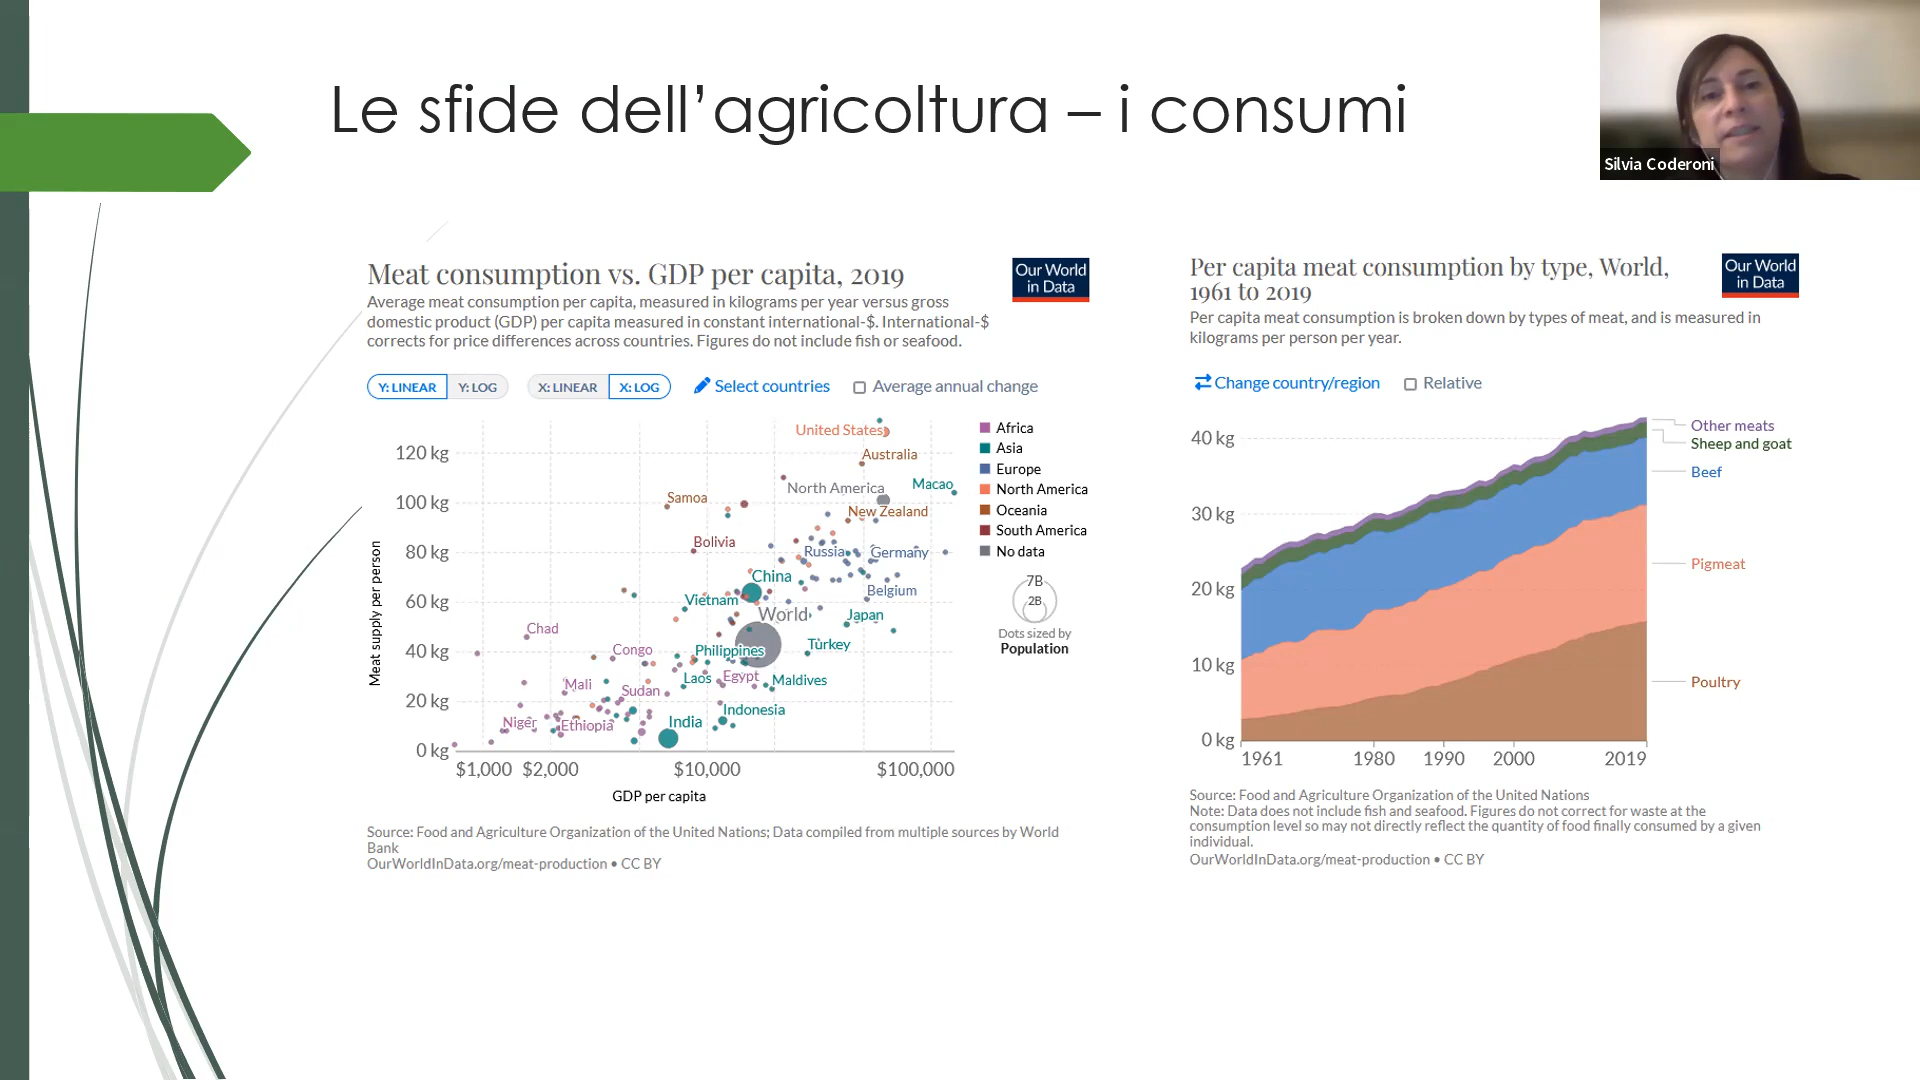 Le sfide dell’agricoltura – i consumi
Silvia Coderoni
Meat consumption vs. GDP per capita, 2019
Our World
in Data
Average meat consumption per capita, measured in kilograms per year versus gross
domestic product (GDP) per capita measured in constant international-$. International-$
corrects for price differences across countries. Figures do not include fish or seafood.
Y: LINEAR
Y: LOG
X: LINEAR
X: LOG
Select countries
Average annual change
120 kg
100 kg
80 kg
60 kg
40 kg
20 kg
0 kg
Meat supply per person
United States
Australia
North America
Macao
Samoa
New Zealand
Bolivia
Russia
Germany
China
Belgium
Vietnam
World
Japan
Chad
Congo
Philippines
Turkey
Mali
Sudan
Laos
Egypt
Maldives
Niger
Ethiopia
India
Indonesia
$1,000
$2,000
$10,000
$100,000
GDP per capita
Africa
Asia
Europe
North America
Oceania
South America
No data
7B
2B
Dots sized by
Population
Source: Food and Agriculture Organization of the United Nations; Data compiled from multiple sources by World
Bank
OurWorldInData.org/meat-production • CC BY
Per capita meat consumption by type, World,
1961 to 2019
Our World
in Data
Per capita meat consumption is broken down by types of meat, and is measured in
kilograms per person per year.
Change country/region
Relative
40 kg
30 kg
20 kg
10 kg
0 kg
1961
1980
1990
2000
2019
Other meats
Sheep and goat
Beef
Pigmeat
Poultry
Source: Food and Agriculture Organization of the United Nations
Note: Data does not include fish and seafood. Figures do not correct for waste at the
consumption level so may not directly reflect the quantity of food finally consumed by a given
individual.
OurWorldInData.org/meat-production • CC BY